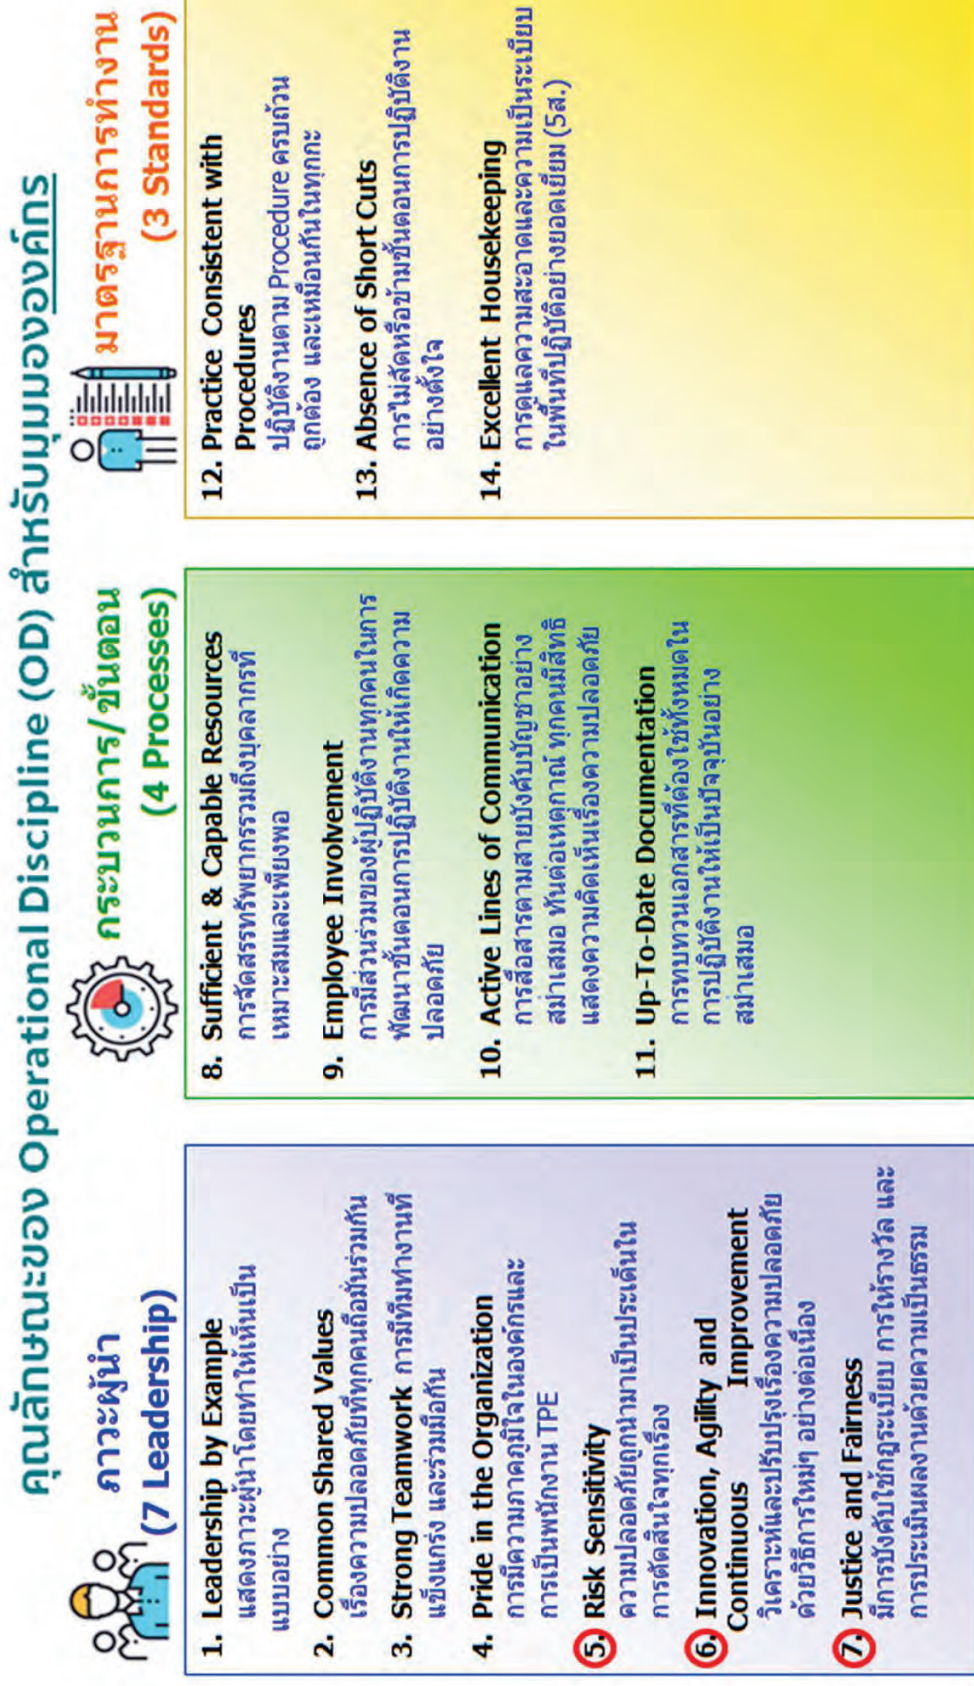 คุณลักษณะของ Operational Discipline (OD) สำหรับมุมมององค์กร
ภาวะผู้นำ
(7 Leadership)
1. Leadership by Example
แสดงภาวะผู้นำโดยทำให้เห็นเป็น
แบบอย่าง
2. Common Shared Values
เรื่องความปลอดภัยที่ทุกคนถือมั่นร่วมกัน
3. Strong Teamwork การมีทีมทำงานที่
แข็งแกร่ง และร่วมมือกัน
4. Pride in the Organization
การมีความภาคภูมิใจในองค์กรและ
การเป็นพนักงาน TPE
5. Risk Sensitivity
ความปลอดภัยถูกนำมาเป็นประเด็นใน
การตัดสินใจทุกเรื่อง
6. Innovation, Agility and
Continuous Improvement
วิเคราะห์และปรับปรุงเรื่องความปลอดภัย
ด้วยวิธีการใหม่ๆ อย่างต่อเนื่อง
7. Justice and Fairness
มีการบังคับใช้กฎระเบียบ การให้รางวัล และ
การประเมินผลงานด้วยความเป็นธรรม
กระบวนการ/ขั้นตอน
(4 Processes)
8. Sufficient & Capable Resources
การจัดสรรทรัพยากรรวมถึงบุคลากรที่
เหมาะสมและเพียงพอ
9. Employee Involvement
การมีส่วนร่วมของผู้ปฏิบัติงานทุกคนในการ
พัฒนาขั้นตอนการปฏิบัติงานให้เกิดความ
ปลอดภัย
10. Active Lines of Communication
การสื่อสารตามสายบังคับบัญชาอย่าง
สม่ำเสมอ ทันต่อเหตุการณ์ ทุกคนมีสิทธิ
แสดงความคิดเห็นเรื่องความปลอดภัย
11. Up-To-Date Documentation
การทบทวนเอกสารที่ต้องใช้ทั้งหมดใน
การปฏิบัติงานให้เป็นปัจจุบันอย่าง
สม่ำเสมอ
มาตรฐานการทำงาน
(3 Standards)
12. Practice Consistent with
Procedures
ปฏิบัติงานตาม Procedure ครบถ้วน
ถูกต้อง และเหมือนกันในทุกกะ
13. Absence of Short Cuts
การไม่ลัดหรือข้ามขั้นตอนการปฏิบัติงาน
อย่างตั้งใจ
14. Excellent Housekeeping
การดูแลความสะอาดและความเป็นระเบียบ
ในพื้นที่ปฏิบัติอย่างยอดเยี่ยม (5ส.)